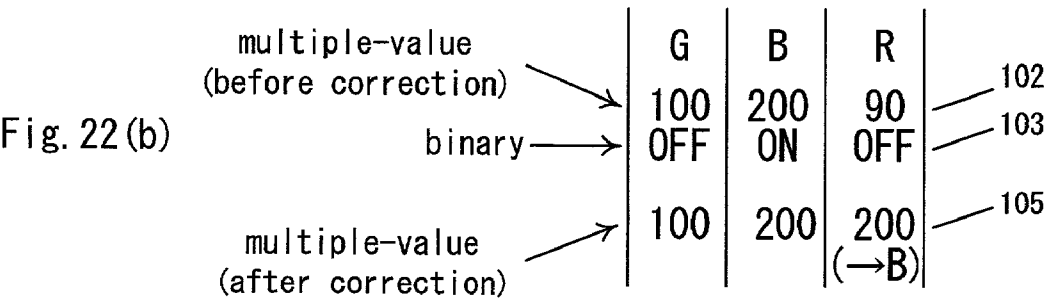 G B R
multiple-value
(before correction)
100 200 90 102
Fig. 22(b)
binary OFF ON OFF 103
100 200 200 105
multiple-value
(after correction)
(→B)